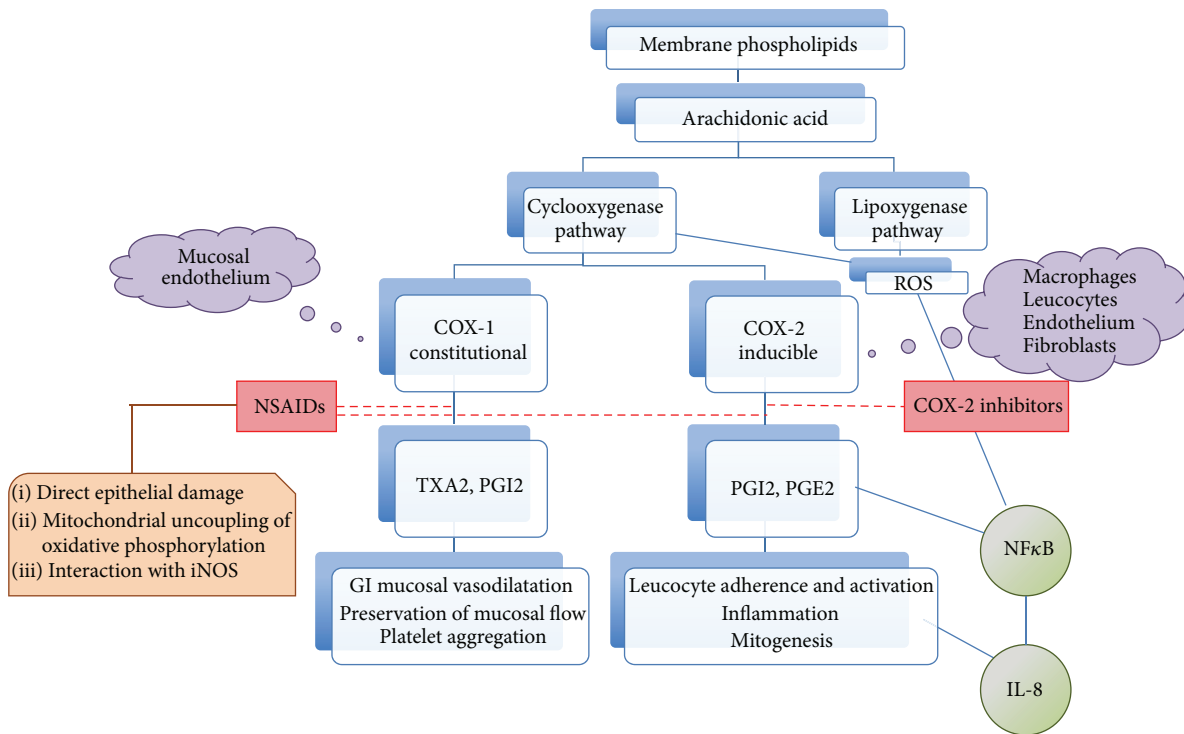 Membrane phospholipids
Arachidonic acid
Cyclooxygenase
pathway
Lipoxygenase
pathway
Mucosal
endothelium
ROS
Macrophages
Leucocytes
Endothelium
Fibroblasts
COX-1
constitutional
COX-2
inducible
NSAIDs
COX-2 inhibitors
(i) Direct epithelial damage
(ii) Mitochondrial uncoupling of
oxidative phosphorylation
(iii) Interaction with iNOS
TXA2, PGI2
PGI2, PGE2
NFκB
GI mucosal vasodilatation
Preservation of mucosal flow
Platelet aggregation
Leucocyte adherence and activation
Inflammation
Mitogenesis
IL-8